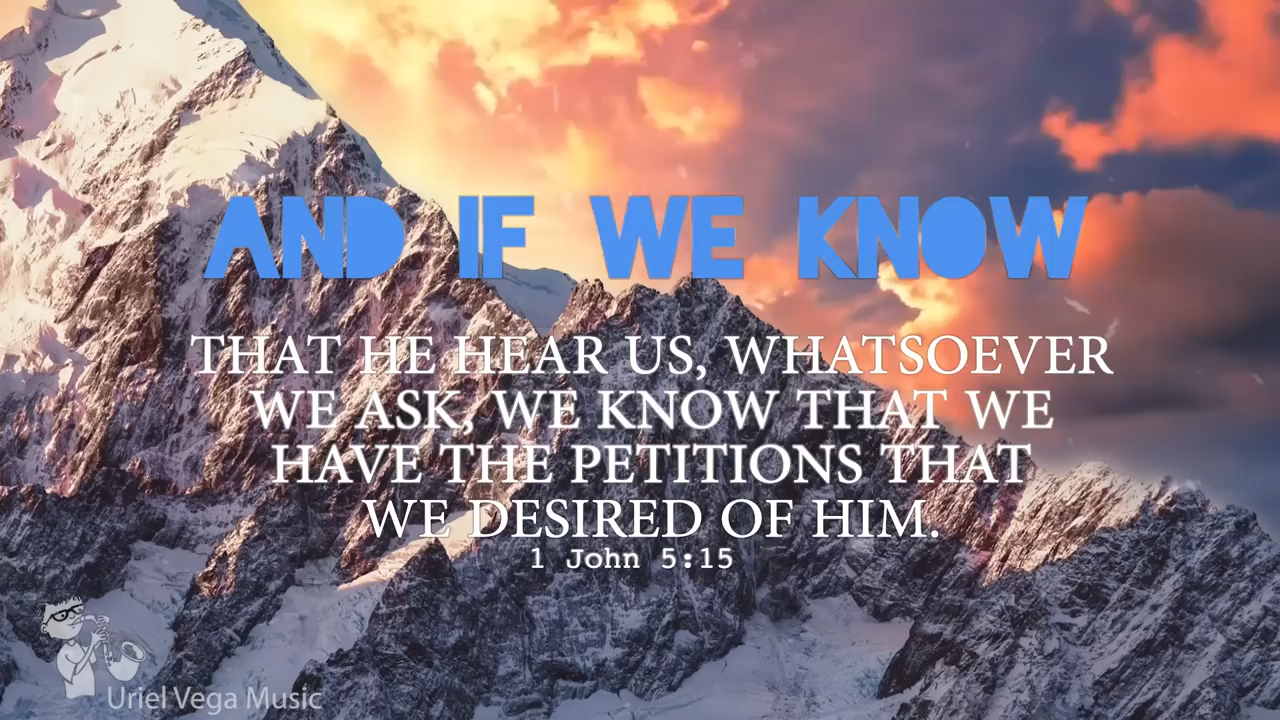 AND IF WE KNOW
THAT HE HEAR US, WHATSOEVER
WE ASK, WE KNOW THAT WE
HAVE THE PETITIONS THAT
WE DESIRED OF HIM.
1 John 5:15
Uriel Vega Music